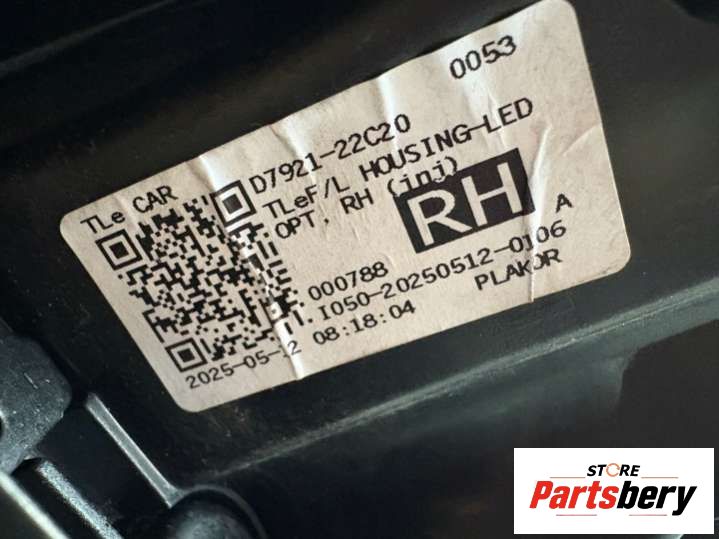 0053
TLe CAR
D7921-22C20
TLeF/L HOUSING-LED
OPT, RH (inj)
RH
A
000788
I050-20250512-0106
PLAKOR
2025-05-12 08:18:04
STORE
Partsbery